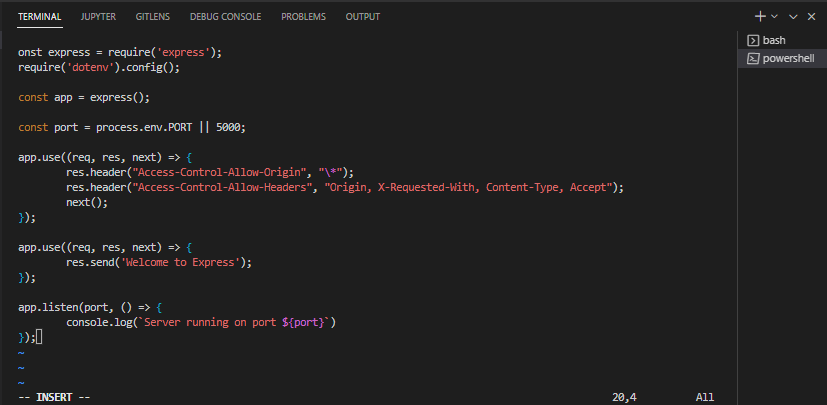 TERMINAL JUPYTER GITLENS DEBUG CONSOLE PROBLEMS OUTPUT
bash
powershell
onst express = require('express');
require('dotenv').config();
const app = express();
const port = process.env.PORT || 5000;
app.use((req, res, next) => {
res.header("Access-Control-Allow-Origin", "\*");
res.header("Access-Control-Allow-Headers", "Origin, X-Requested-With, Content-Type, Accept");
next();
});
app.use((req, res, next) => {
res.send('Welcome to Express');
});
app.listen(port, () => {
console.log(`Server running on port ${port}`)
});
~
~
~
-- INSERT -- 20,4 All